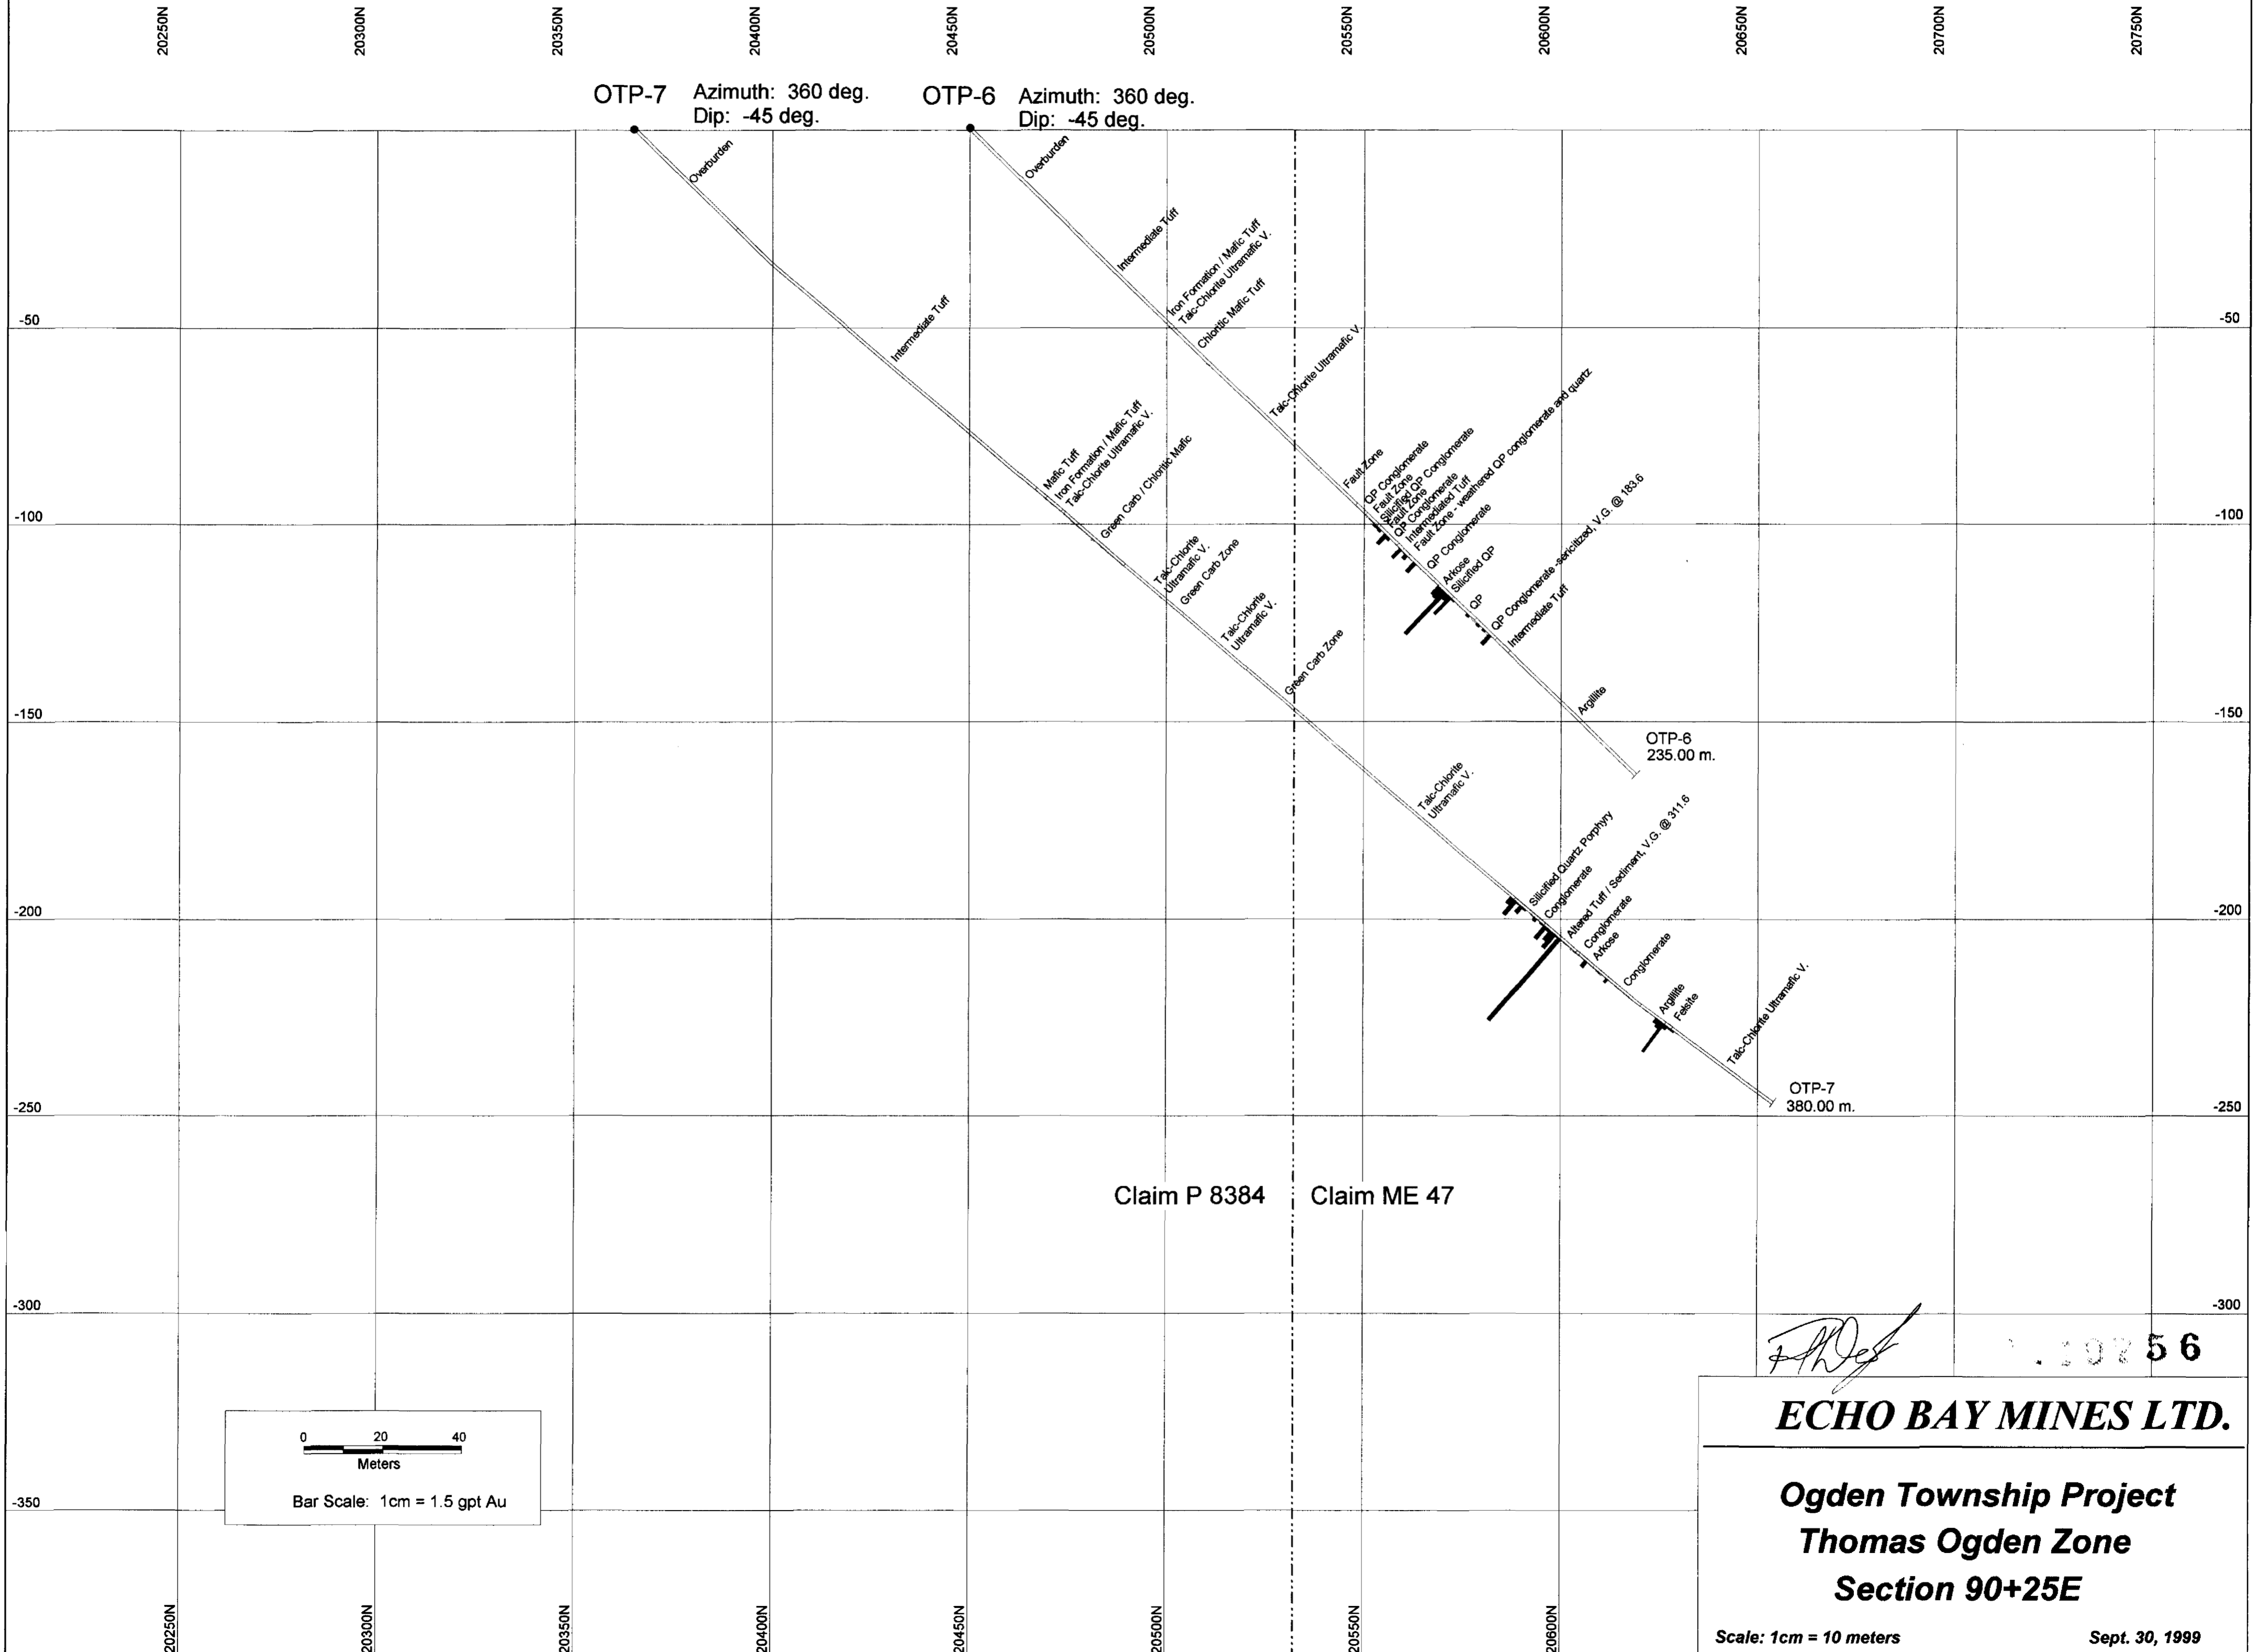 20250N
20300N
20350N
20400N
20450N
20500N
20550N
20600N
20650N
20700N
20750N
OTP-7
Azimuth: 360 deg.
Dip: -45 deg.
OTP-6
Azimuth: 360 deg.
Dip: -45 deg.
Overburden
Intermediate Tuff
Iron Formation / Mafic Tuff
Talc-Chlorite Ultramafic V.
Chloritic Mafic Tuff
Talc-Chlorite Ultramafic V.
Fault Zone
QP Conglomerate
Fault Zone
Silicified QP Conglomerate
Fault Zone
QP Conglomerate
Intermediated Tuff
Fault Zone - weathered QP conglomerate and quartz
QP Conglomerate
Arkose
Silicified QP
QP
QP Conglomerate -sericitized, V.G. @ 183.6
Intermediate Tuff
Argillite
OTP-6
235.00 m.
Overburden
Intermediate Tuff
Mafic Tuff
Iron Formation / Mafic Tuff
Talc-Chlorite Ultramafic V.
Green Carb / Chloritic Mafic
Talc-Chlorite
Ultramafic V.
Green Carb Zone
Talc-Chlorite
Ultramafic V.
Green Carb Zone
Talc-Chlorite
Ultramafic V.
Silicified Quartz Porphyry
Conglomerate
Altered Tuff / Sediment, V.G. @ 311.6
Conglomerate
Arkose
Conglomerate
Argillite
Felsite
Talc-Chlorite Ultramafic V.
OTP-7
380.00 m.
-50
-50
-100
-100
-150
-150
-200
-200
-250
-250
-300
-300
-350
Claim P 8384
Claim ME 47
0 20 40
Meters
Bar Scale: 1cm = 1.5 gpt Au
56
ECHO BAY MINES LTD.
Ogden Township Project
Thomas Ogden Zone
Section 90+25E
Scale: 1cm = 10 meters
Sept. 30, 1999
20250N
20300N
20350N
20400N
20450N
20500N
20550N
20600N